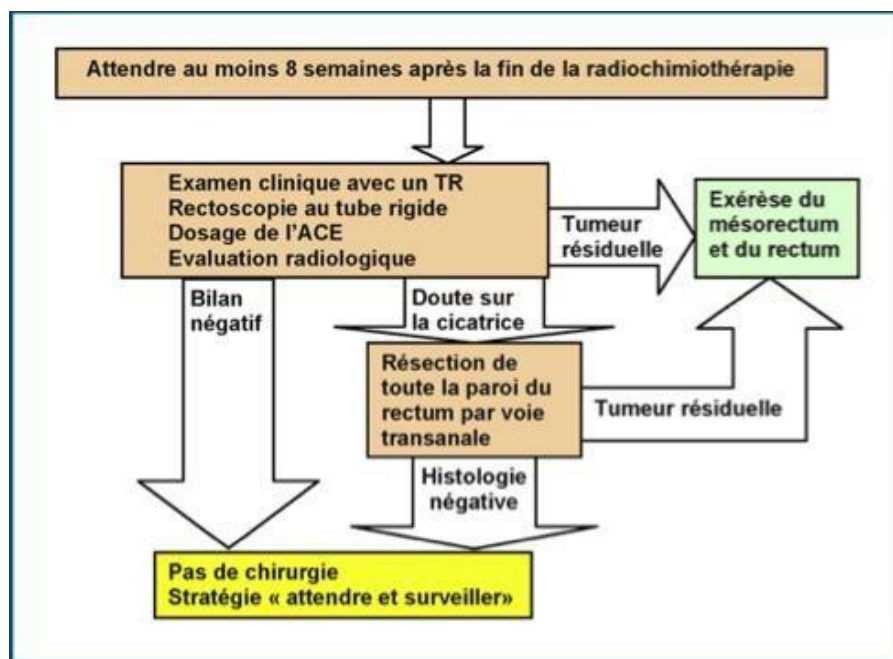 Attendre au moins 8 semaines après la fin de la radiochimiothérapie
Examen clinique avec un TR
Rectoscopie au tube rigide
Dosage de l'ACE
Evaluation radiologique
Tumeur
résiduelle
Exérèse du
mésorectum
et du rectum
Bilan
négatif
Doute sur
la cicatrice
Résection de
toute la paroi du
rectum par voie
transanale
Tumeur résiduelle
Histologie
négative
Pas de chirurgie
Stratégie « attendre et surveiller»